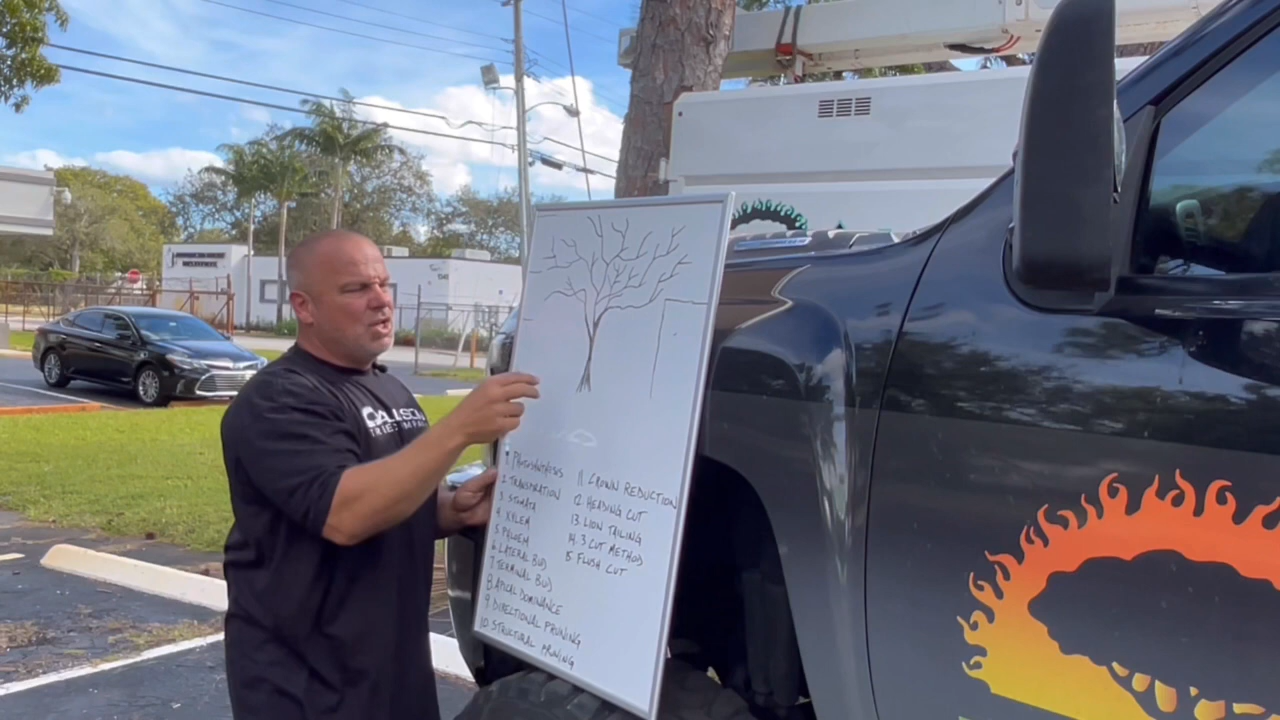 1. PHOTOSYNTHESIS
2. TRANSPIRATION
3. STOMATA
4. XYLEM
5. PHLOEM
6. LATERAL BUD
7. TERMINAL BUD
8. APICAL DOMINANCE
9. DIRECTIONAL PRUNING
10. STRUCTURAL PRUNING
11. CROWN REDUCTION
12. HEADING CUT
13. LION TAILING
14. 3 CUT METHOD
15. FLUSH CUT